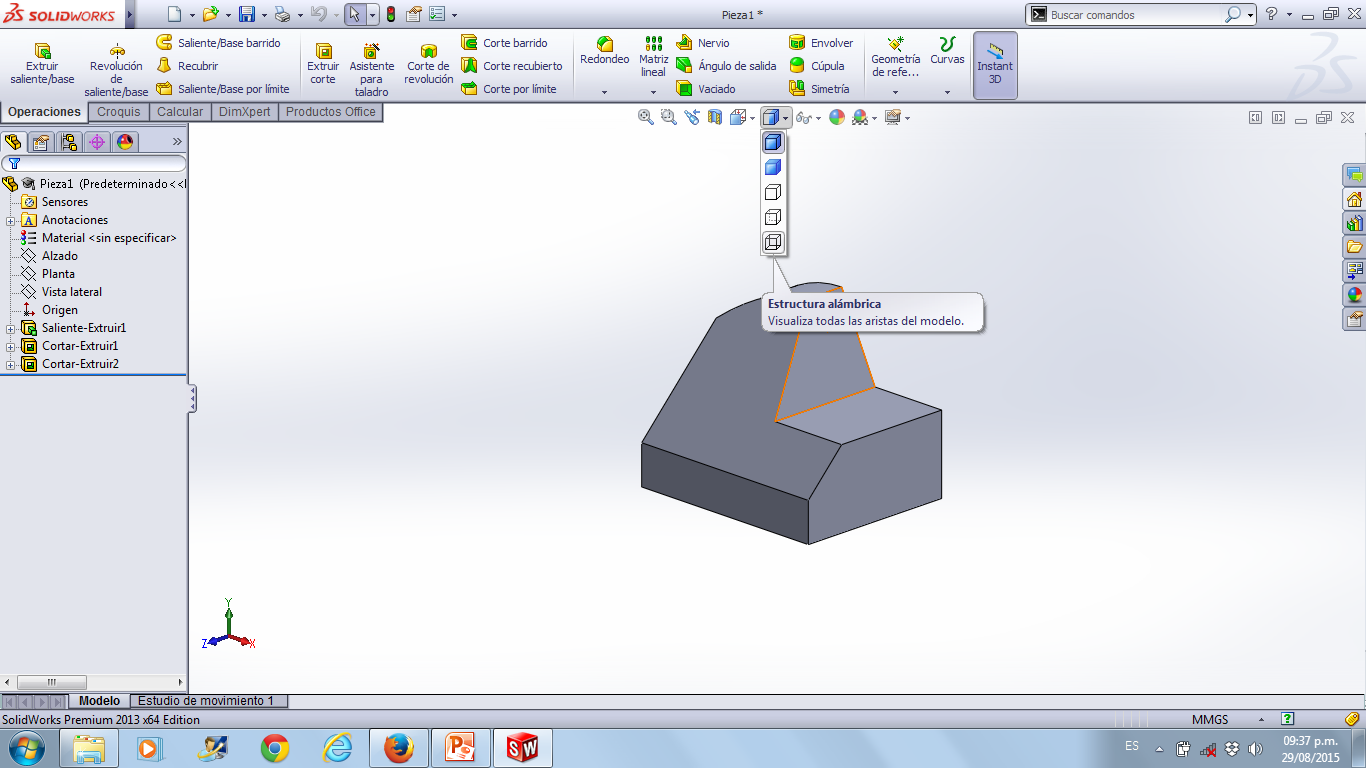 SOLIDWORKS
Pieza1 *
Buscar comandos
Extruir saliente/base
Revolución de saliente/base
Saliente/Base barrido
Recubrir
Saliente/Base por límite
Extruir corte
Asistente para taladro
Corte de revolución
Corte barrido
Corte recubierto
Corte por límite
Redondeo
Matriz lineal
Nervio
Ángulo de salida
Vaciado
Envolver
Cúpula
Simetría
Geometría de refe...
Curvas
Instant 3D
Operaciones
Croquis
Calcular
DimXpert
Productos Office
Pieza1 (Predeterminado<<
Sensores
Anotaciones
Material <sin especificar>
Alzado
Planta
Vista lateral
Origen
Saliente-Extruir1
Cortar-Extruir1
Cortar-Extruir2
Estructura alámbrica
Visualiza todas las aristas del modelo.
Y
Z
X
Modelo
Estudio de movimiento 1
SolidWorks Premium 2013 x64 Edition
MMGS
ES
09:37 p.m.
29/08/2015